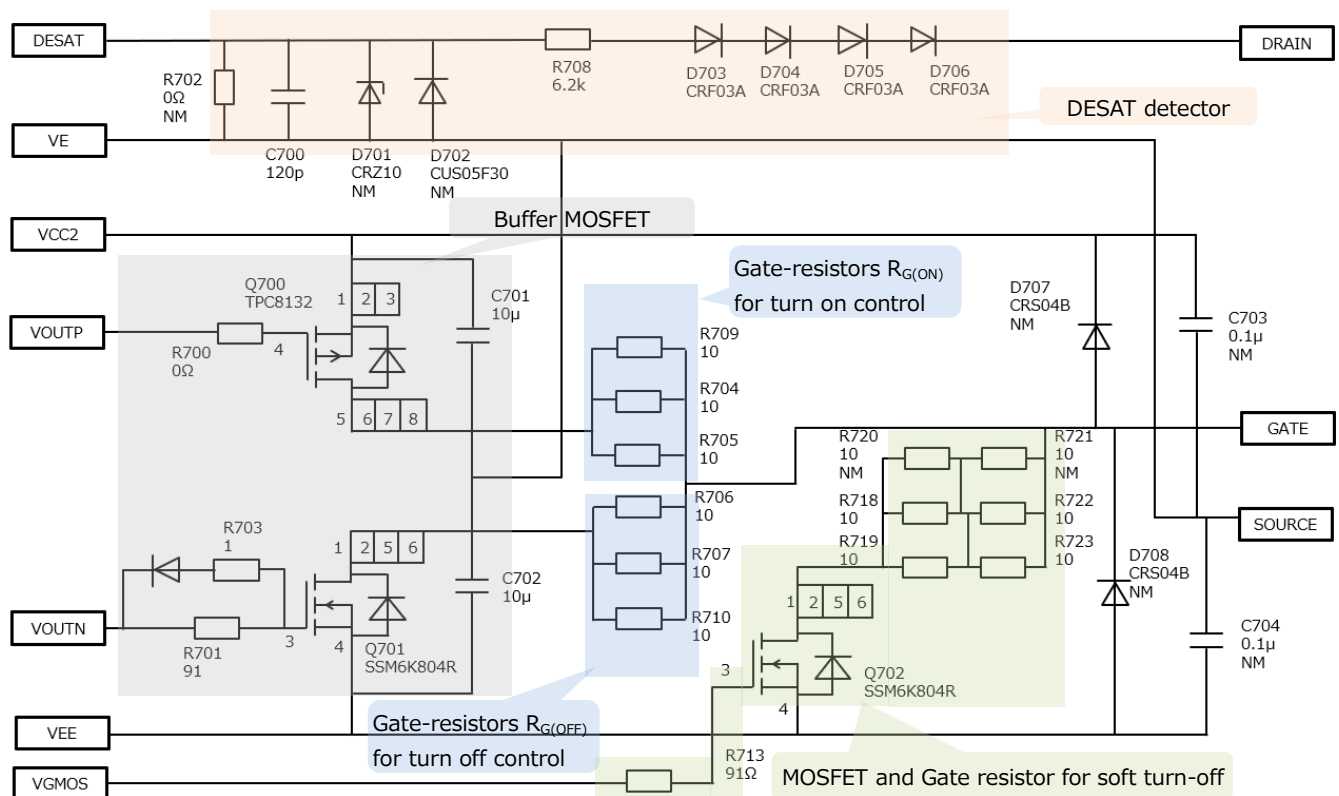 DESAT
DRAIN
R702
0Ω
NM
R708
6.2k
D703
CRF03A
D704
CRF03A
D705
CRF03A
D706
CRF03A
DESAT detector
VE
C700
120p
D701
CRZ10
NM
D702
CUS05F30
NM
Buffer MOSFET
VCC2
Gate-resistors RG(ON)
for turn on control
Q700
TPC8132
1 2 3
C701
10μ
D707
CRS04B
NM
C703
0.1μ
NM
VOUTP
R700
0Ω
4
5 6 7 8
R709
10
R704
10
R705
10
GATE
R720
10
NM
R721
10
NM
R718
10
R722
10
R719
10
R723
10
SOURCE
R706
10
R707
10
R710
10
R703
1
1 2 5 6
C702
10μ
D708
CRS04B
NM
C704
0.1μ
NM
VOUTN
R701
91
3
4
Q701
SSM6K804R
1 2 5 6
3
4
Q702
SSM6K804R
VEE
Gate-resistors RG(OFF)
for turn off control
R713
91Ω
MOSFET and Gate resistor for soft turn-off
VGMOS